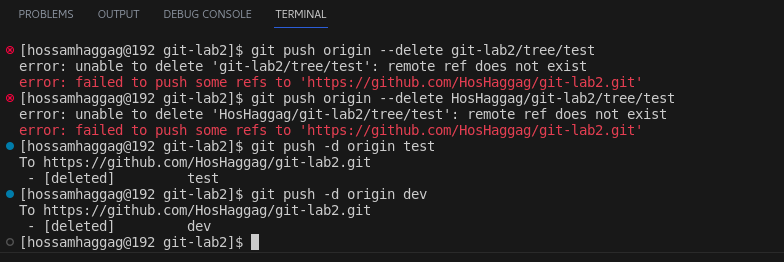 PROBLEMS OUTPUT DEBUG CONSOLE TERMINAL
[hossamhaggag@192 git-lab2]$ git push origin --delete git-lab2/tree/test
error: unable to delete 'git-lab2/tree/test': remote ref does not exist
error: failed to push some refs to 'https://github.com/HosHaggag/git-lab2.git'
[hossamhaggag@192 git-lab2]$ git push origin --delete HosHaggag/git-lab2/tree/test
error: unable to delete 'HosHaggag/git-lab2/tree/test': remote ref does not exist
error: failed to push some refs to 'https://github.com/HosHaggag/git-lab2.git'
[hossamhaggag@192 git-lab2]$ git push -d origin test
To https://github.com/HosHaggag/git-lab2.git
 - [deleted]         test
[hossamhaggag@192 git-lab2]$ git push -d origin dev
To https://github.com/HosHaggag/git-lab2.git
 - [deleted]         dev
[hossamhaggag@192 git-lab2]$